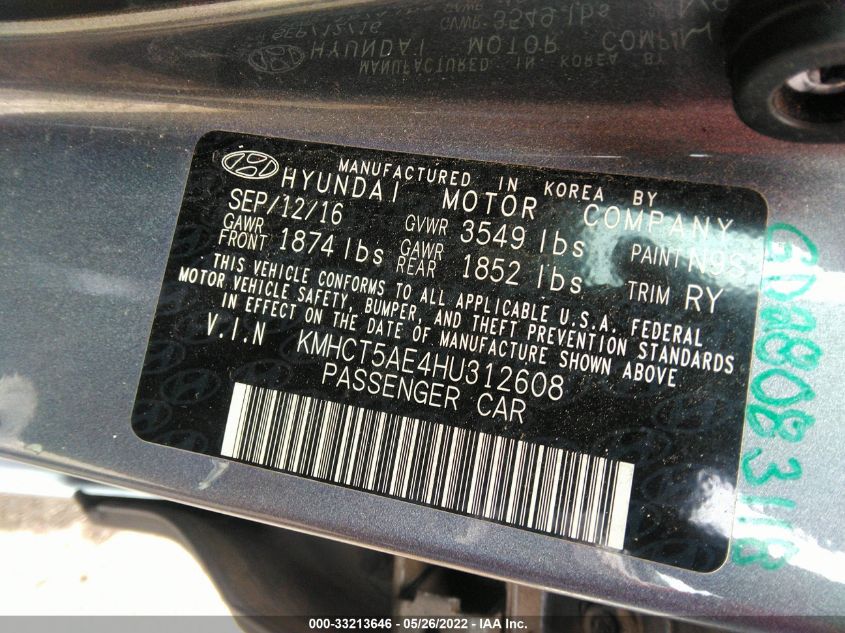 MANUFACTURED IN KOREA BY
HYUNDAI MOTOR COMPANY
SEP/12/16 GVWR 3549 lbs PAINT N9S
GAWR FRONT 1874 lbs GAWR REAR 1852 lbs TRIM RY
THIS VEHICLE CONFORMS TO ALL APPLICABLE U.S.A. FEDERAL
MOTOR VEHICLE SAFETY, BUMPER, AND THEFT PREVENTION STANDARDS
IN EFFECT ON THE DATE OF MANUFACTURE SHOWN ABOVE
V.I.N KMHCT5AE4HU312608
PASSENGER CAR
000-33213646 - 05/26/2022 - IAA Inc.